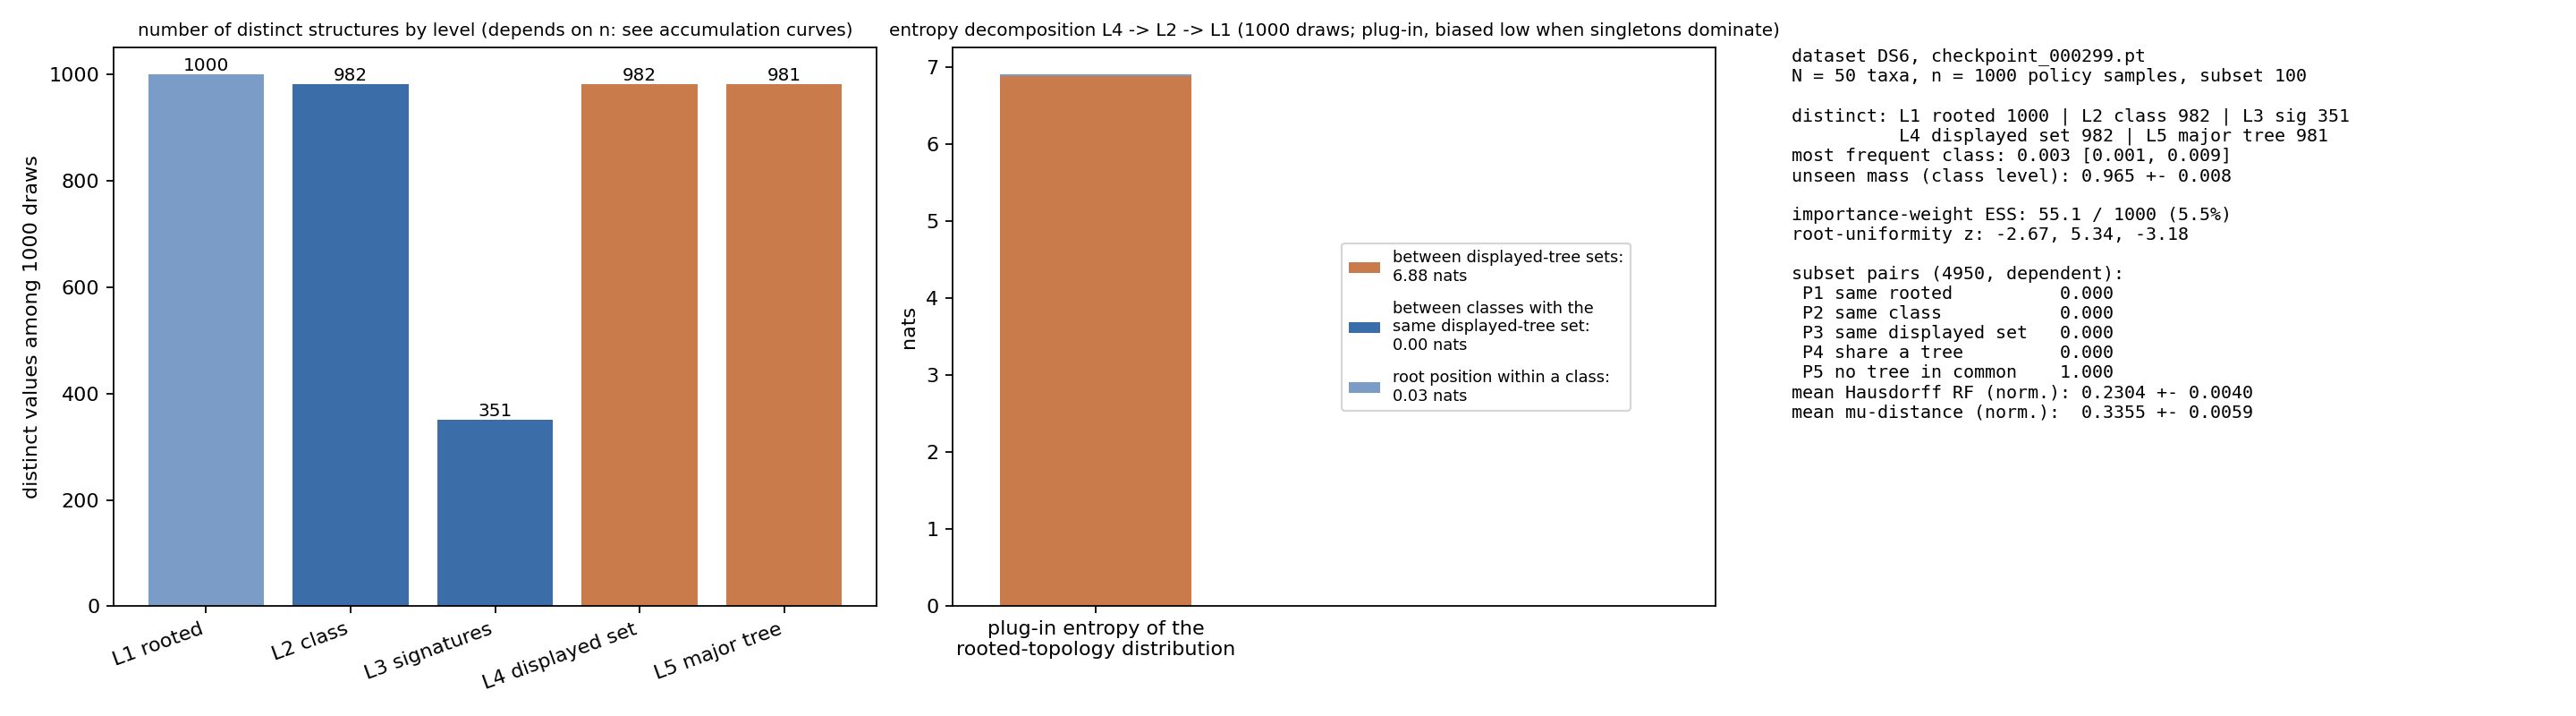 number of distinct structures by level (depends on n: see accumulation curves)
distinct values among 1000 draws
1000
800
600
400
200
0
1000
982
351
982
981
L1 rooted
L2 class
L3 signatures
L4 displayed set
L5 major tree
entropy decomposition L4 -> L2 -> L1 (1000 draws; plug-in, biased low when singletons dominate)
nats
7
6
5
4
3
2
1
0
between displayed-tree sets:
6.88 nats
between classes with the
same displayed-tree set:
0.00 nats
root position within a class:
0.03 nats
plug-in entropy of the
rooted-topology distribution
dataset DS6, checkpoint_000299.pt
N = 50 taxa, n = 1000 policy samples, subset 100
distinct: L1 rooted 1000 | L2 class 982 | L3 sig 351
L4 displayed set 982 | L5 major tree 981
most frequent class: 0.003 [0.001, 0.009]
unseen mass (class level): 0.965 +- 0.008
importance-weight ESS: 55.1 / 1000 (5.5%)
root-uniformity z: -2.67, 5.34, -3.18
subset pairs (4950, dependent):
P1 same rooted 0.000
P2 same class 0.000
P3 same displayed set 0.000
P4 share a tree 0.000
P5 no tree in common 1.000
mean Hausdorff RF (norm.): 0.2304 +- 0.0040
mean mu-distance (norm.): 0.3355 +- 0.0059